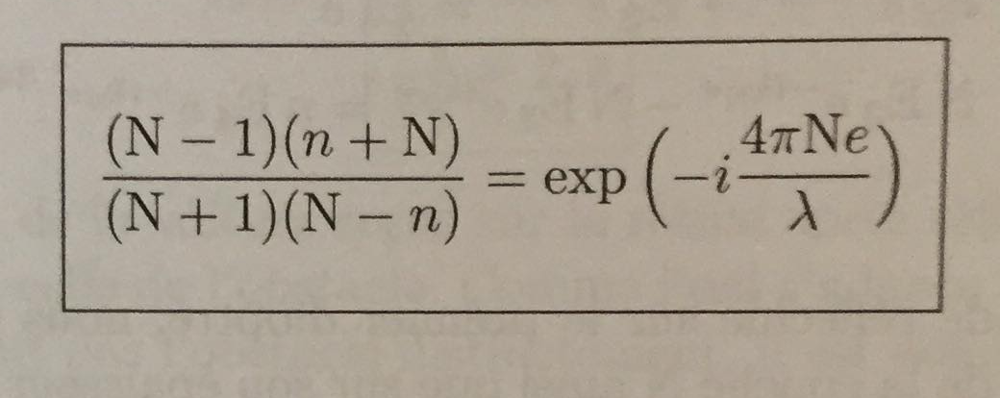 (N − 1)(n + N) / (N + 1)(N − n) = exp (−i 4πNe / λ)